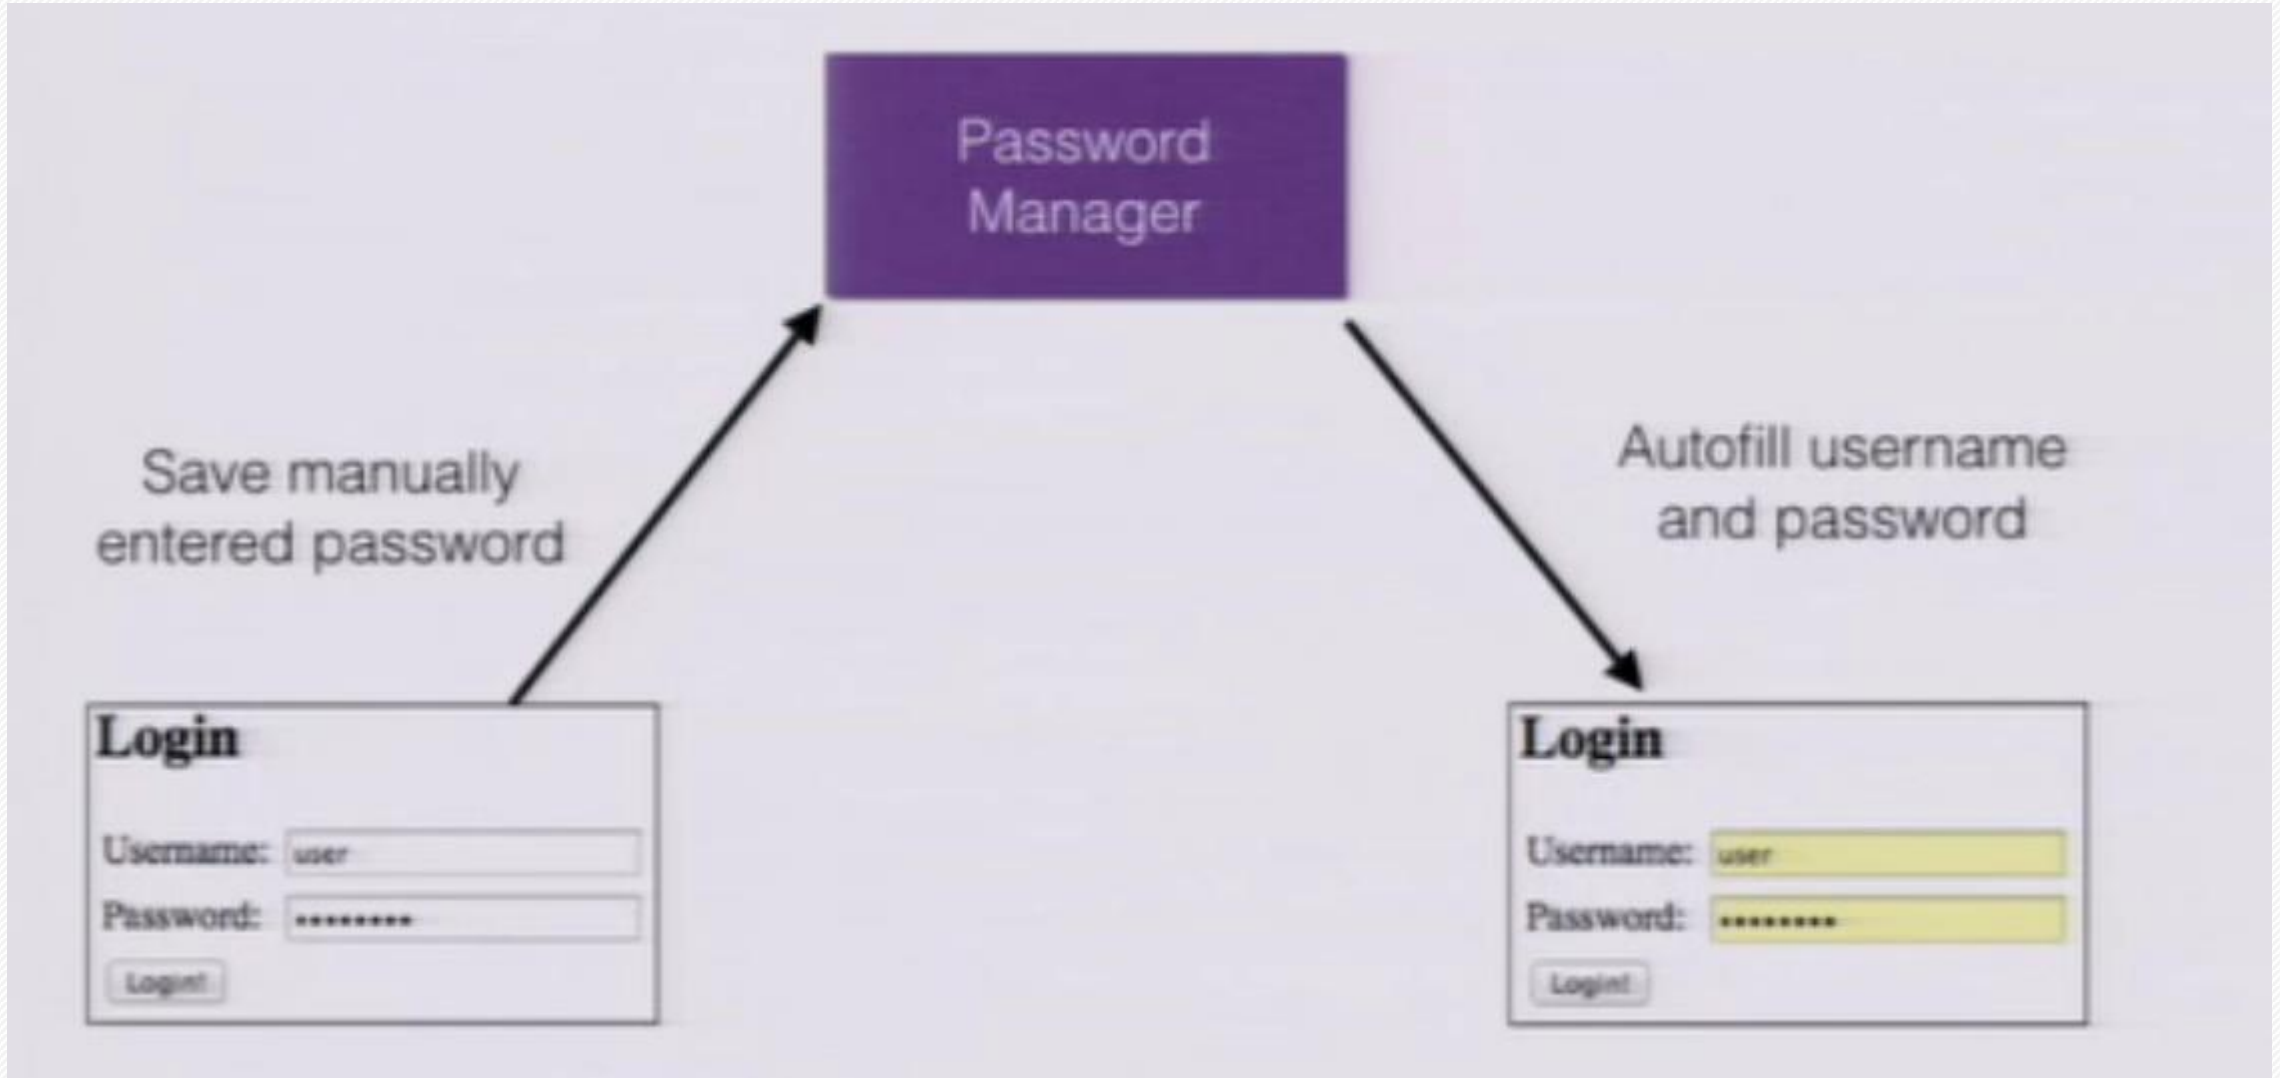 Password
Manager
Save manually
entered password
Autofill username
and password
Login
Username: user
Password: ••••••••
Login!
Login
Username: user
Password: ••••••••
Login!